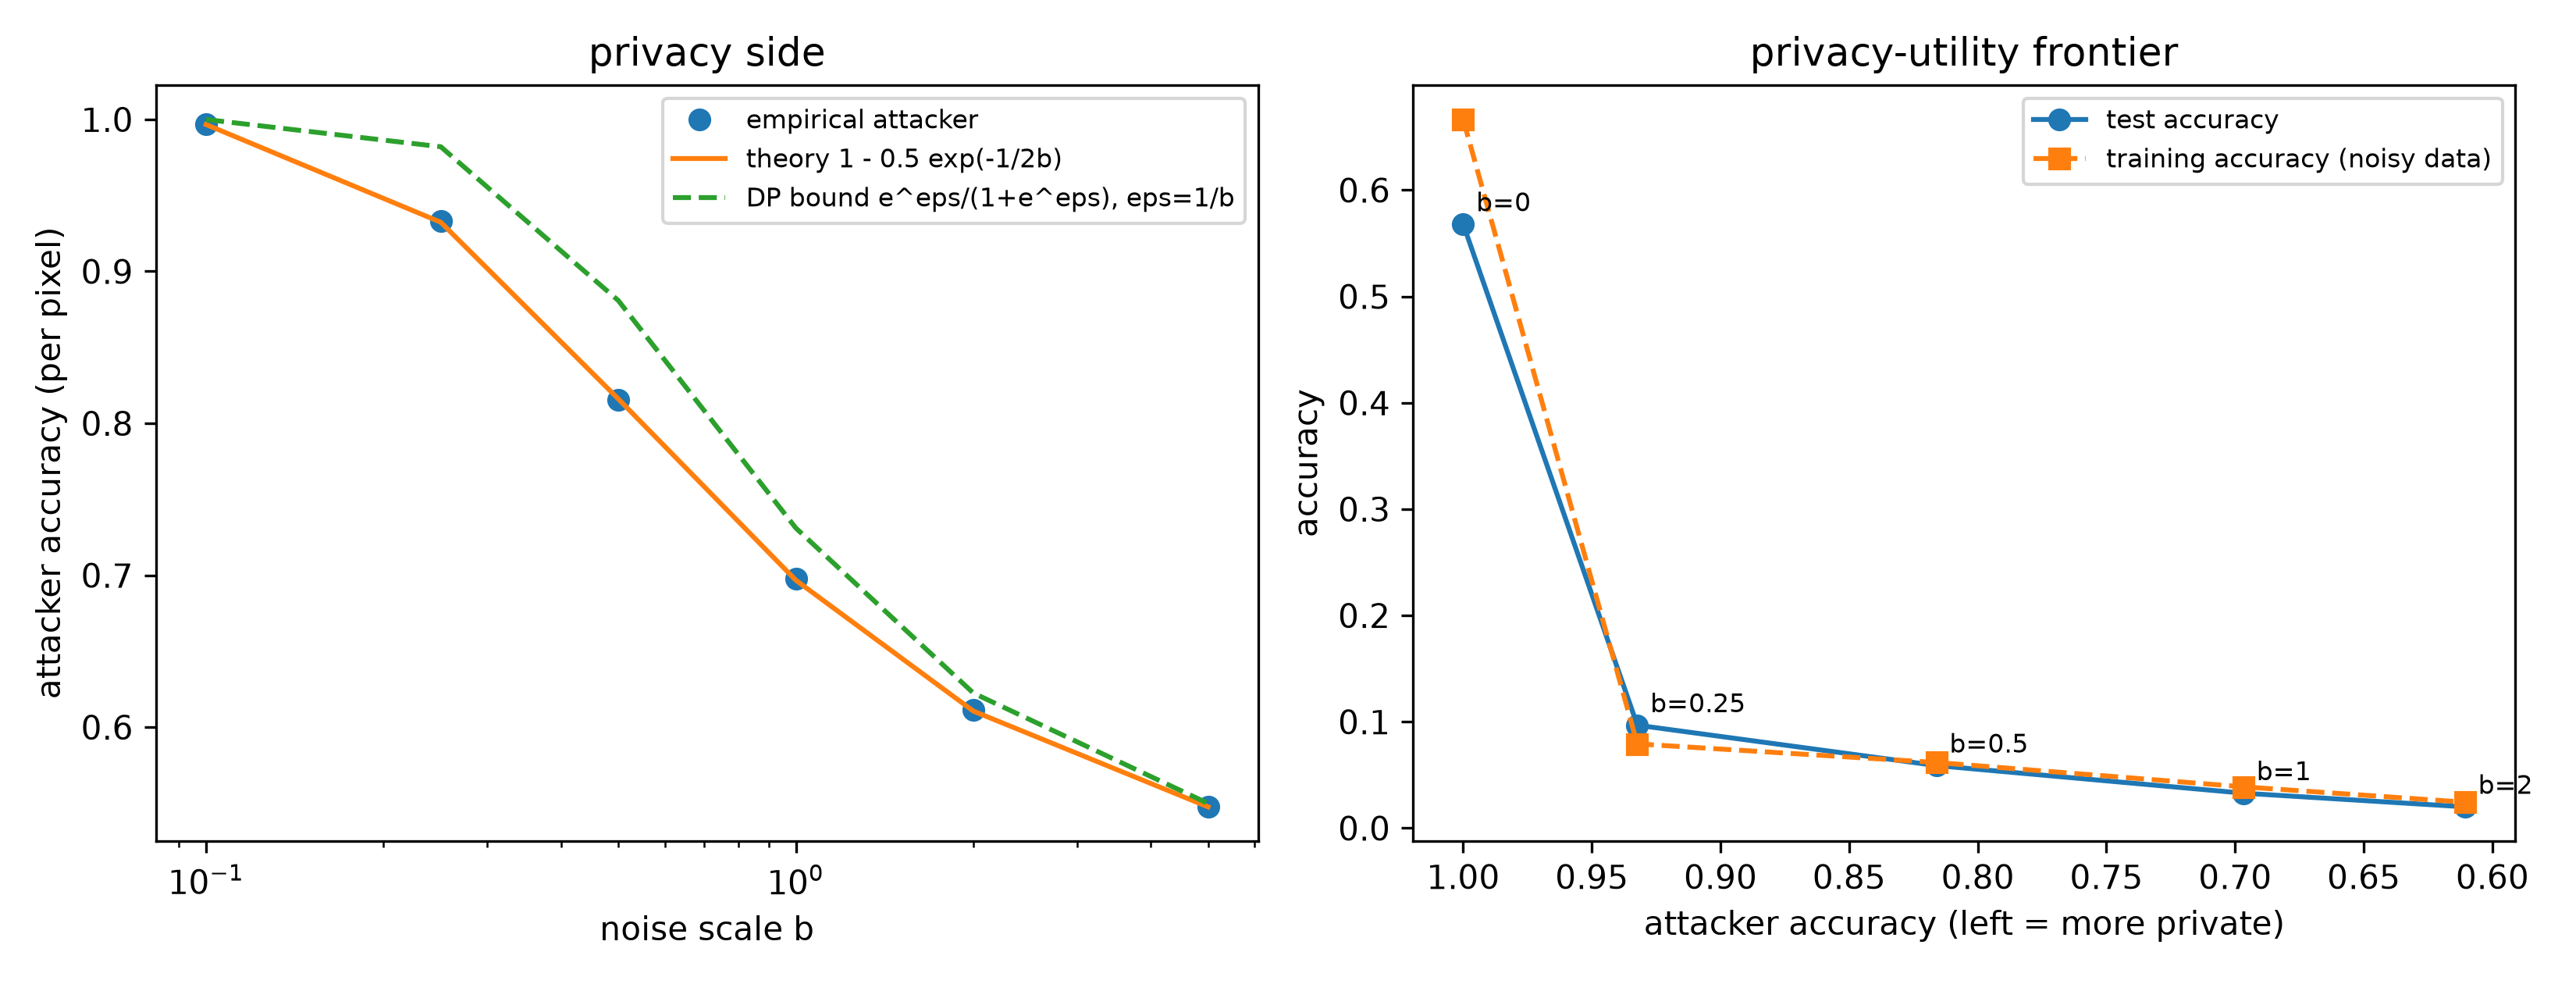 privacy side
1.0
0.9
0.8
0.7
0.6
attacker accuracy (per pixel)
empirical attacker
theory 1 - 0.5 exp(-1/2b)
DP bound e^eps/(1+e^eps), eps=1/b
10⁻¹
10⁰
noise scale b
privacy-utility frontier
0.6
0.5
0.4
0.3
0.2
0.1
0.0
accuracy
test accuracy
training accuracy (noisy data)
b=0
b=0.25
b=0.5
b=1
b=2
1.00 0.95 0.90 0.85 0.80 0.75 0.70 0.65 0.60
attacker accuracy (left = more private)